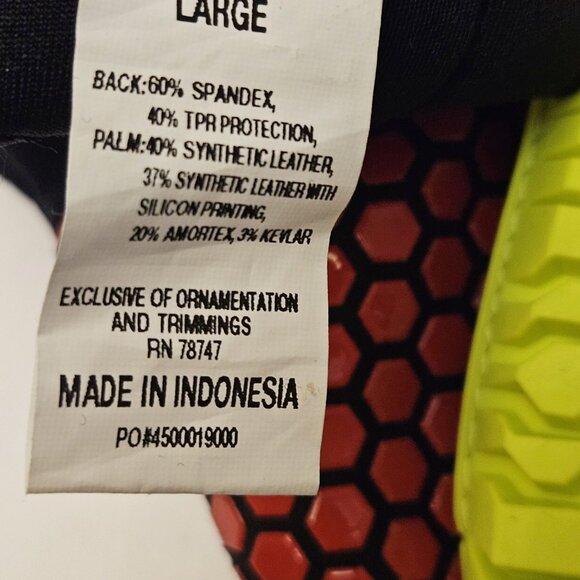 LARGE
BACK:60% SPANDEX,
40% TPR PROTECTION,
PALM:40% SYNTHETIC LEATHER,
37% SYNTHETIC LEATHER WITH
SILICON PRINTING,
20% AMORTEX, 3% KEVLAR
EXCLUSIVE OF ORNAMENTATION
AND TRIMMINGS
RN 78747
MADE IN INDONESIA
PO#4500019000